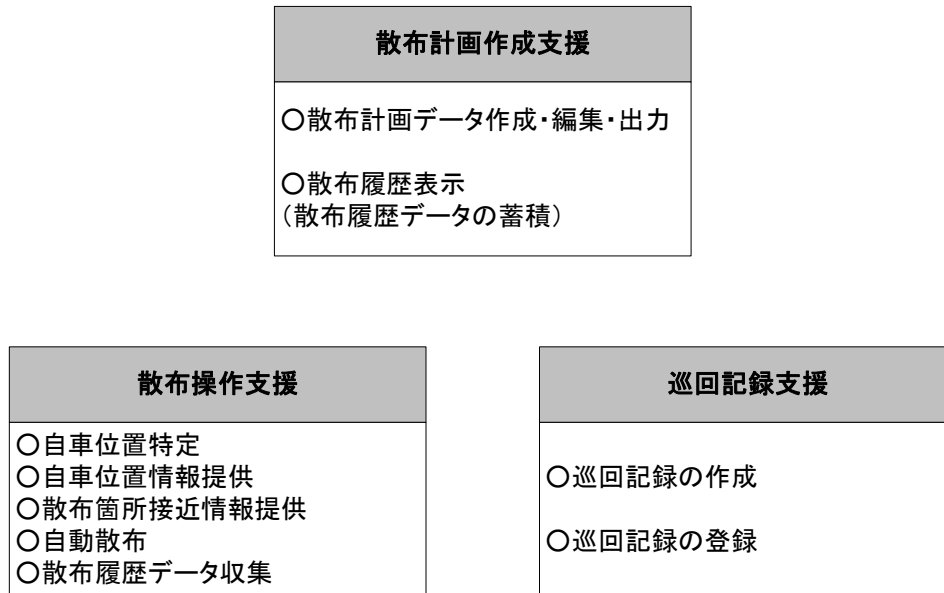 散布計画作成支援
○散布計画データ作成・編集・出力
○散布履歴表示
(散布履歴データの蓄積)
散布操作支援
○自車位置特定
○自車位置情報提供
○散布箇所接近情報提供
○自動散布
○散布履歴データ収集
巡回記録支援
○巡回記録の作成
○巡回記録の登録